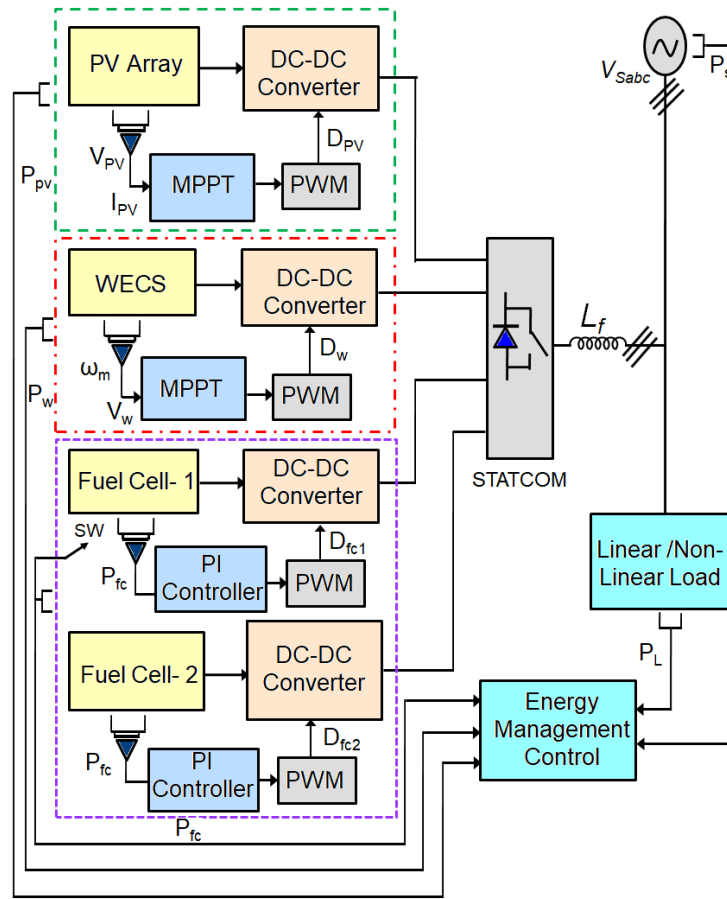 PV Array
DC-DC
Converter
V_PV
I_PV
MPPT
PWM
D_PV
P_pv
V_Sabc
P_s
WECS
DC-DC
Converter
ω_m
V_w
MPPT
PWM
D_w
P_w
L_f
STATCOM
Fuel Cell- 1
DC-DC
Converter
SW
P_fc
PI
Controller
PWM
D_fc1
Linear /Non-
Linear Load
P_L
Fuel Cell- 2
DC-DC
Converter
P_fc
PI
Controller
PWM
D_fc2
P_fc
Energy
Management
Control